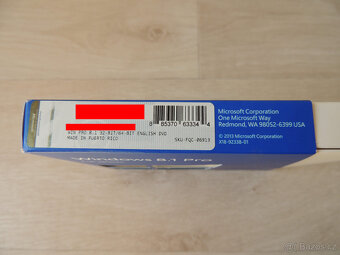 8 85370 63334 4
WIN PRO 8.1 32-BIT/64-BIT ENGLISH DVD
MADE IN PUERTO RICO
SKU-FQC-06913
Microsoft Corporation
One Microsoft Way
Redmond, WA 98052-6399 USA
© 2013 Microsoft Corporation
X18-92338-01
Windows 8.1 Pro
sbazos.cz